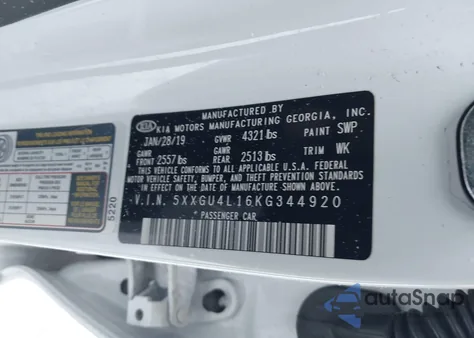 MANUFACTURED BY
KIA KIA MOTORS MANUFACTURING GEORGIA, INC.
JAN/28/19 GVWR 4321lbs PAINT SWP
GAWR FRONT 2557lbs GAWR REAR 2513lbs TRIM WK
THIS VEHICLE CONFORMS TO ALL APPLICABLE U.S.A. FEDERAL
MOTOR VEHICLE SAFETY, BUMPER, AND THEFT PREVENTION STANDARDS
IN EFFECT ON THE DATE OF MANUFACTURE SHOWN ABOVE.
V.I.N. 5XXGU4L16KG344920
* PASSENGER CAR
5220
autoSnap